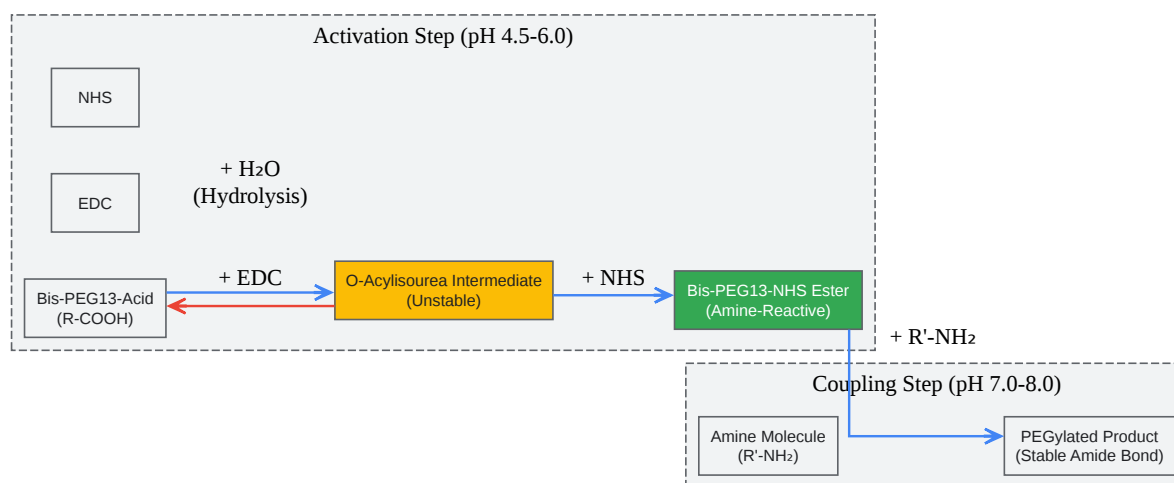 Activation Step (pH 4.5-6.0)
NHS
+ H₂O
(Hydrolysis)
EDC
+ EDC
+ NHS
Bis-PEG13-Acid
(R-COOH)
O-Acylisourea Intermediate
(Unstable)
Bis-PEG13-NHS Ester
(Amine-Reactive)
+ R'-NH₂
Coupling Step (pH 7.0-8.0)
Amine Molecule
(R'-NH₂)
PEGylated Product
(Stable Amide Bond)